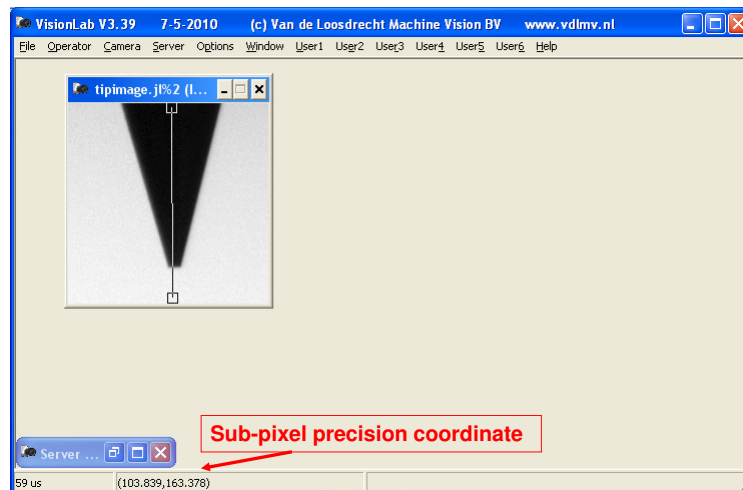 VisionLab V3.39 7-5-2010 (c) Van de Loosdrecht Machine Vision BV www.vdlmv.nl
File Operator Camera Server Options Window User1 User2 User3 User4 User5 User6 Help
tipimage.jl%2 (l...
Sub-pixel precision coordinate
Server ...
59 us (103.839,163.378)